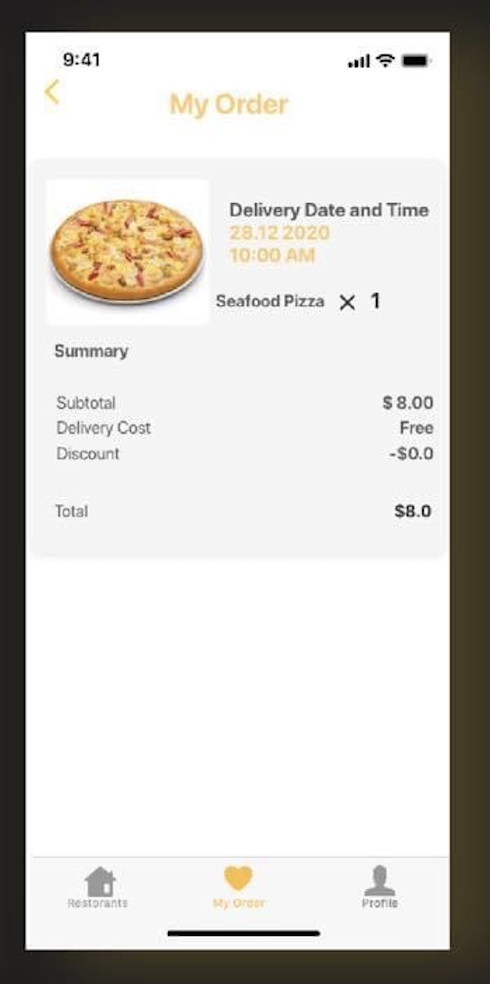 9:41
My Order
Delivery Date and Time
28.12 2020
10:00 AM
Seafood Pizza × 1
Summary
Subtotal $ 8.00
Delivery Cost Free
Discount -$0.0
Total $8.0
Restorants My Order Profile